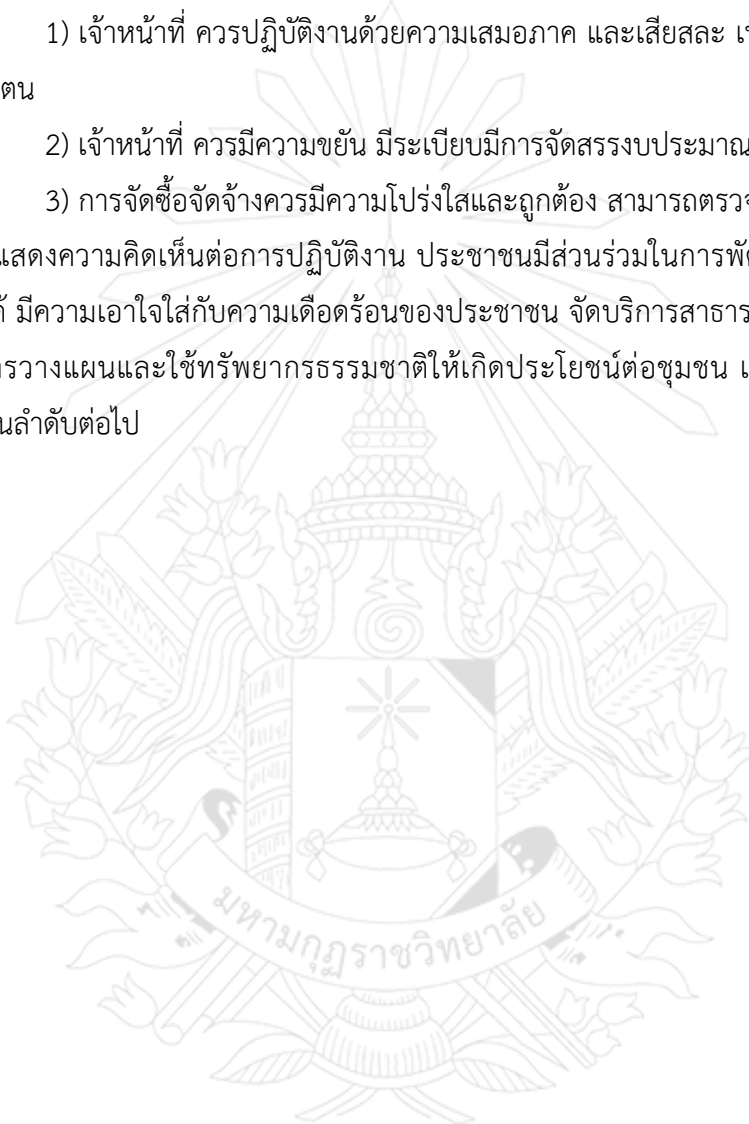 1) เจ้าหน้าที่ ควรปฏิบัติงานด้วยความเสมอภาค และเสียสละ
ตน
2) เจ้าหน้าที่ ควรมีความขยัน มีระเบียบมีการจัดสรรงบประมาณ
3) การจัดซื้อจัดจ้างควรมีความโปร่งใสและถูกต้อง สามารถตรวจ
แสดงความคิดเห็นต่อการปฏิบัติงาน ประชาชนมีส่วนร่วมในการพั
มีความเอาใจใส่กับความเดือดร้อนของประชาชน จัดบริการสาธาร
รวางแผนและใช้ทรัพยากรธรรมชาติให้เกิดประโยชน์ต่อชุมชน
นลำดับต่อไป
มหามกุฏราชวิทยาลัย